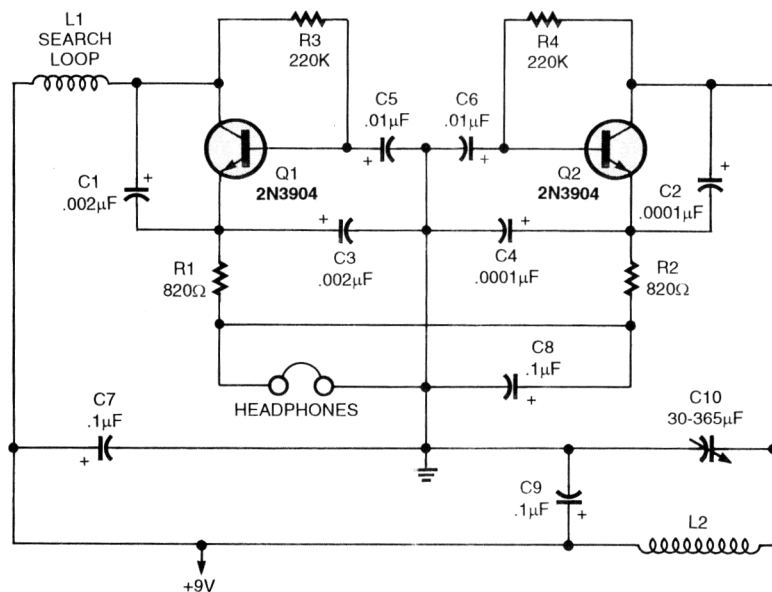 L1
SEARCH
LOOP
R3
220K
R4
220K
C5
.01µF
C6
.01µF
+
+
Q1
2N3904
Q2
2N3904
+
C1
.002µF
+
C2
.0001µF
+
C3
.002µF
+
C4
.0001µF
R1
820Ω
R2
820Ω
HEADPHONES
C8
.1µF
+
C7
.1µF
+
C10
30-365µF
C9
.1µF
+
L2
+9V